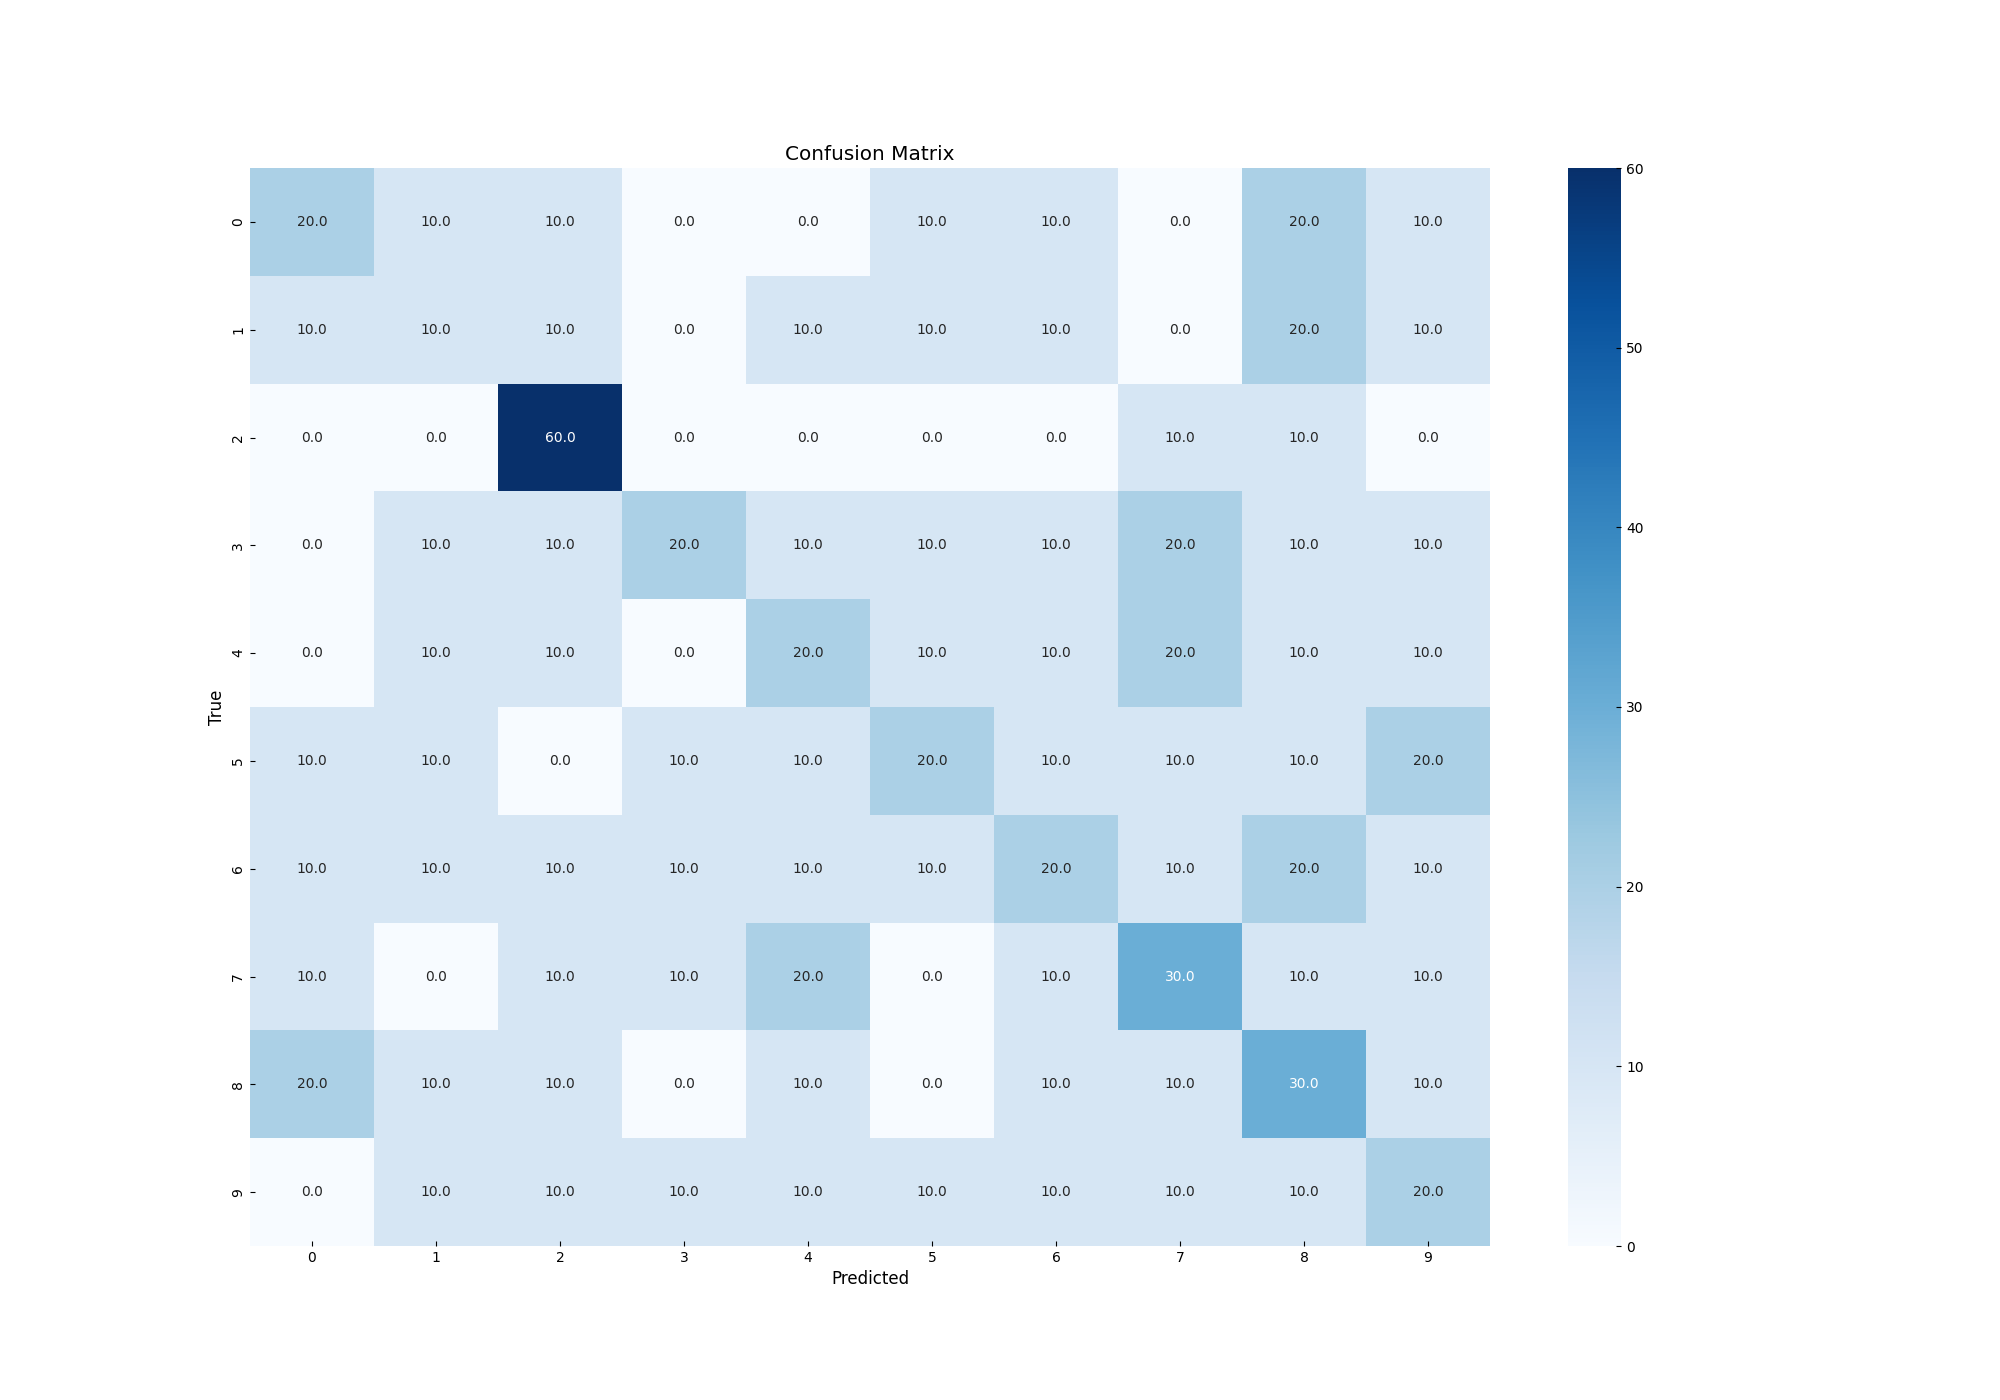 Confusion Matrix
0 20.0 10.0 10.0 0.0 0.0 10.0 10.0 0.0 20.0 10.0
1 10.0 10.0 10.0 0.0 10.0 10.0 10.0 0.0 20.0 10.0
2 0.0 0.0 60.0 0.0 0.0 0.0 0.0 10.0 10.0 0.0
3 0.0 10.0 10.0 20.0 10.0 10.0 10.0 20.0 10.0 10.0
4 0.0 10.0 10.0 0.0 20.0 10.0 10.0 20.0 10.0 10.0
5 10.0 10.0 0.0 10.0 10.0 20.0 10.0 10.0 10.0 20.0
6 10.0 10.0 10.0 10.0 10.0 10.0 20.0 10.0 20.0 10.0
7 10.0 0.0 10.0 10.0 20.0 0.0 10.0 30.0 10.0 10.0
8 20.0 10.0 10.0 0.0 10.0 0.0 10.0 10.0 30.0 10.0
9 0.0 10.0 10.0 10.0 10.0 10.0 10.0 10.0 10.0 20.0
0 1 2 3 4 5 6 7 8 9
Predicted
True
60
50
40
30
20
10
0